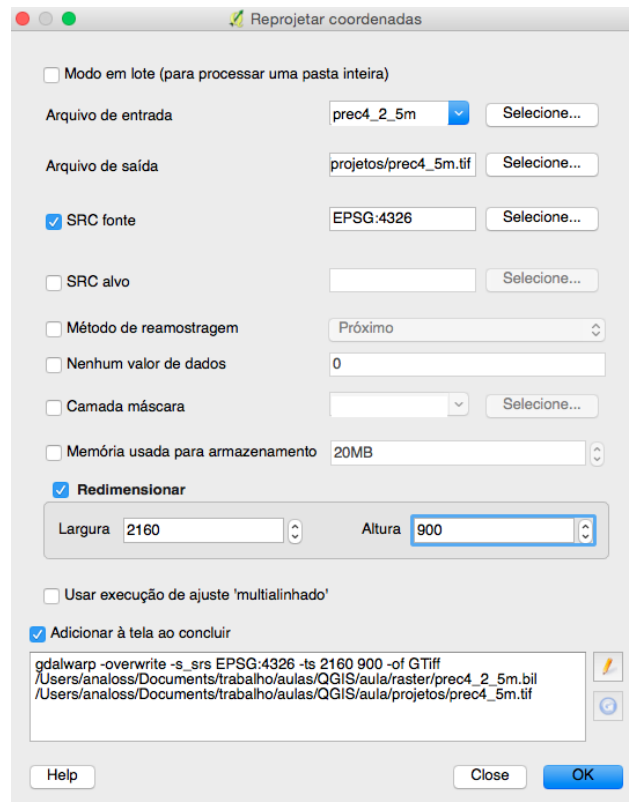 Reprojetar coordenadas
Modo em lote (para processar uma pasta inteira)
Arquivo de entrada prec4_2_5m Selecione...
Arquivo de saída projetos/prec4_5m.tif Selecione...
SRC fonte EPSG:4326 Selecione...
SRC alvo Selecione...
Método de reamostragem Próximo
Nenhum valor de dados 0
Camada máscara Selecione...
Memória usada para armazenamento 20MB
Redimensionar
Largura 2160 Altura 900
Usar execução de ajuste 'multialinhado'
Adicionar à tela ao concluir
gdalwarp -overwrite -s_srs EPSG:4326 -ts 2160 900 -of GTiff
/Users/analoss/Documents/trabalho/aulas/QGIS/aula/raster/prec4_2_5m.bil
/Users/analoss/Documents/trabalho/aulas/QGIS/aula/projetos/prec4_5m.tif
Help Close OK